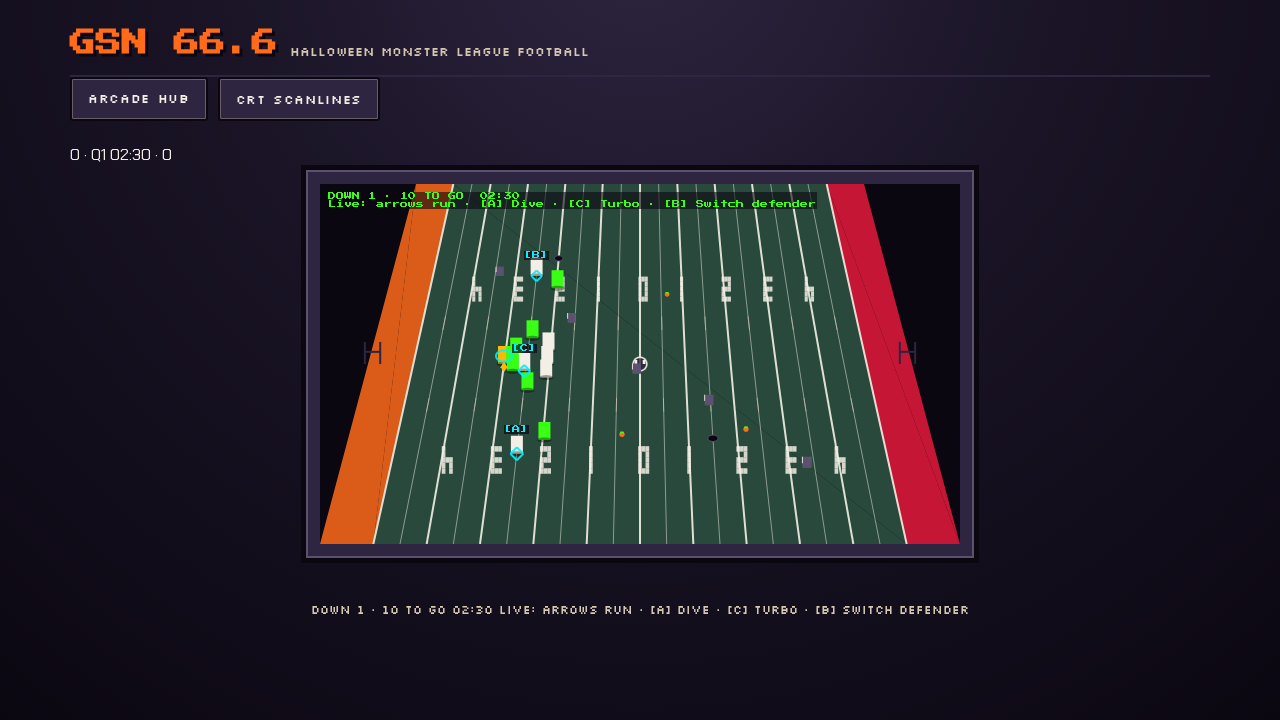 GSN 66.6 HALLOWEEN MONSTER LEAGUE FOOTBALL
ARCADE HUB CRT SCANLINES
0 · Q1 02:30 · 0
DOWN 1 · 10 TO GO 02:30
Live: arrows run · [A] Dive · [C] Turbo · [B] Switch defender
[B]
[C]
[A]
DOWN 1 · 10 TO GO 02:30 LIVE: ARROWS RUN · [A] DIVE · [C] TURBO · [B] SWITCH DEFENDER